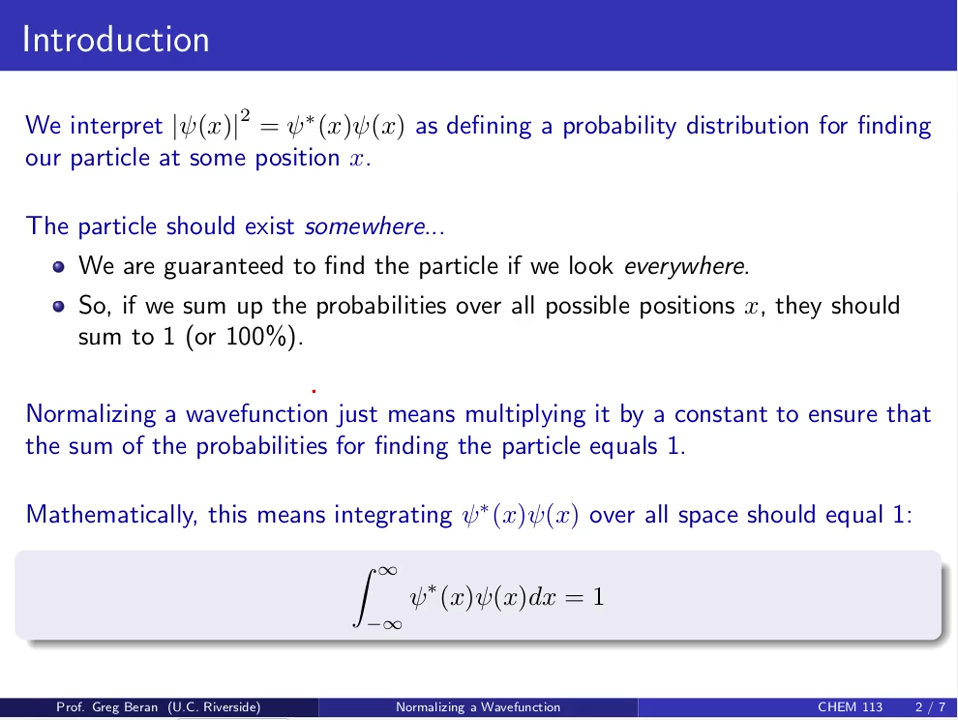 Introduction
We interpret |ψ(x)|² = ψ*(x)ψ(x) as defining a probability distribution for finding
our particle at some position x.
The particle should exist somewhere...
We are guaranteed to find the particle if we look everywhere.
So, if we sum up the probabilities over all possible positions x, they should
sum to 1 (or 100%).
Normalizing a wavefunction just means multiplying it by a constant to ensure that
the sum of the probabilities for finding the particle equals 1.
Mathematically, this means integrating ψ*(x)ψ(x) over all space should equal 1:
∫_{−∞}^{∞} ψ*(x)ψ(x)dx = 1
Prof. Greg Beran (U.C. Riverside) Normalizing a Wavefunction CHEM 113 2 / 7